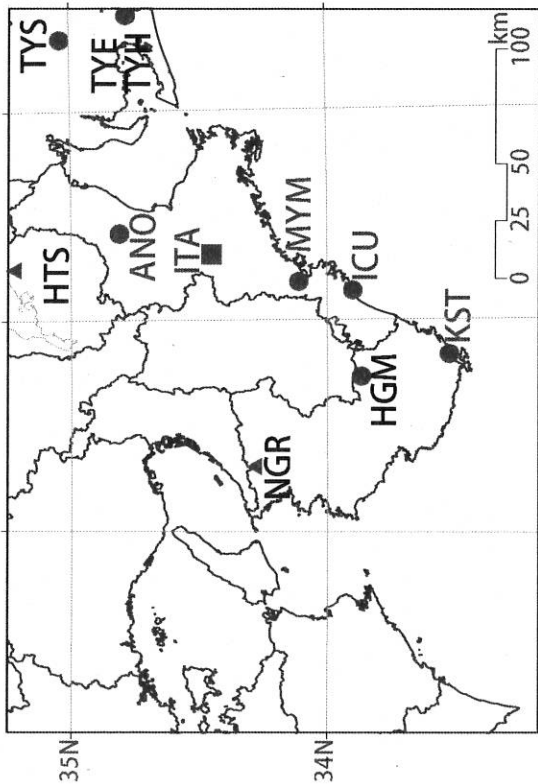 TYS
TYE
TYH
HTS
ANO
ITA
MYM
ICU
KST
HGM
NGR
35N
34N
km
0
25
50
100